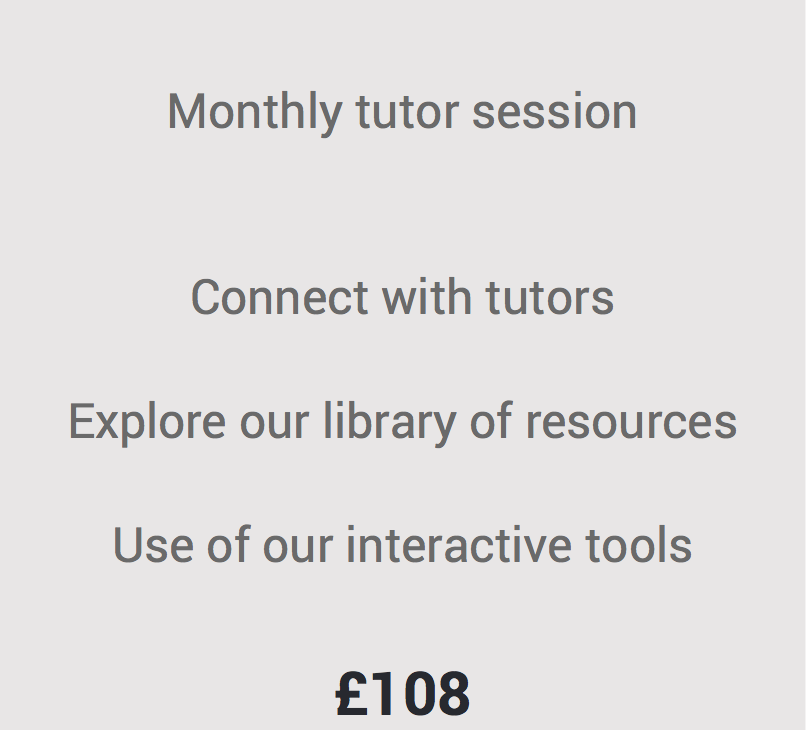 Monthly tutor session
Connect with tutors
Explore our library of resources
Use of our interactive tools
£108